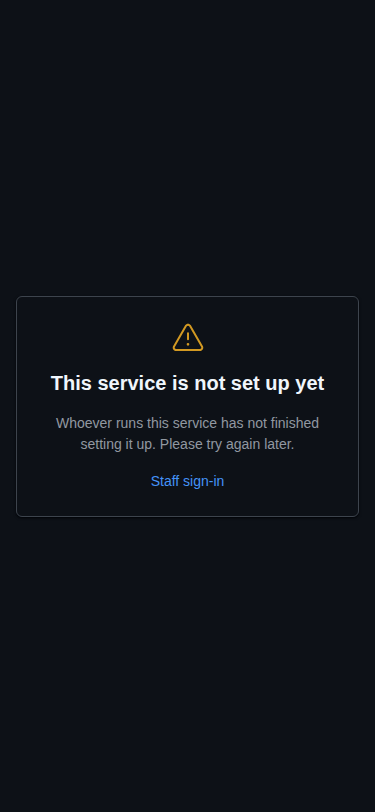 This service is not set up yet
Whoever runs this service has not finished
setting it up. Please try again later.
Staff sign-in